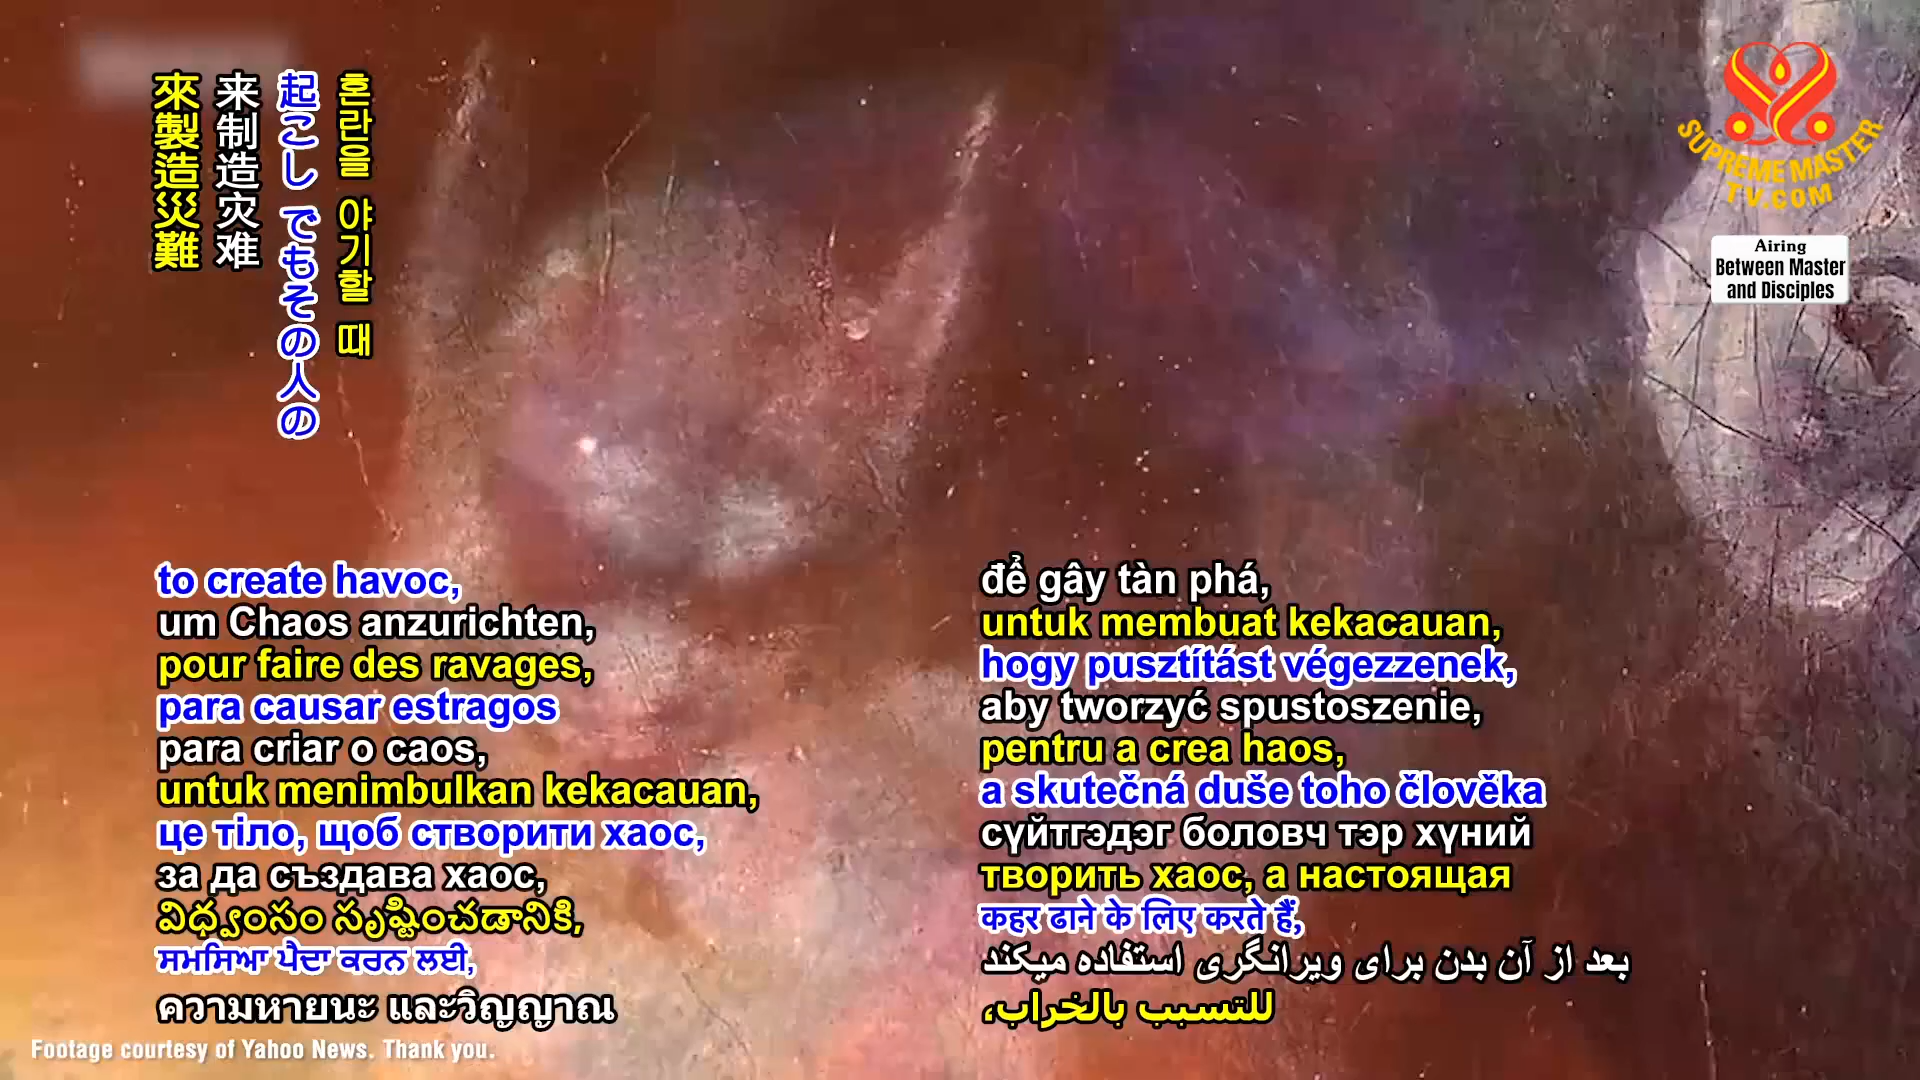 혼란을 야기할 때
起こし でもその人の
来制造灾难
來製造災難
SUPREME MASTER
TV.COM
Airing
Between Master
and Disciples
to create havoc,
um Chaos anzurichten,
pour faire des ravages,
para causar estragos
para criar o caos,
untuk menimbulkan kekacauan,
це тіло, щоб створити хаос,
за да създава хаос,
విధ్వంసం సృష్టించడానికి,
ਸਮਸਿਆ ਪੈਦਾ ਕਰਨ ਲਈ,
ความหายนะ และวิญญาณ
để gây tàn phá,
untuk membuat kekacauan,
hogy pusztítást végezzenek,
aby tworzyć spustoszenie,
pentru a crea haos,
a skutečná duše toho člověka
сүйтгэдэг боловч тэр хүний
творить хаос, а настоящая
कहर ढाने के लिए करते हैं,
بعد از آن بدن برای ویرانگری استفاده میکند
للتسبب بالخراب،
Footage courtesy of Yahoo News. Thank you.